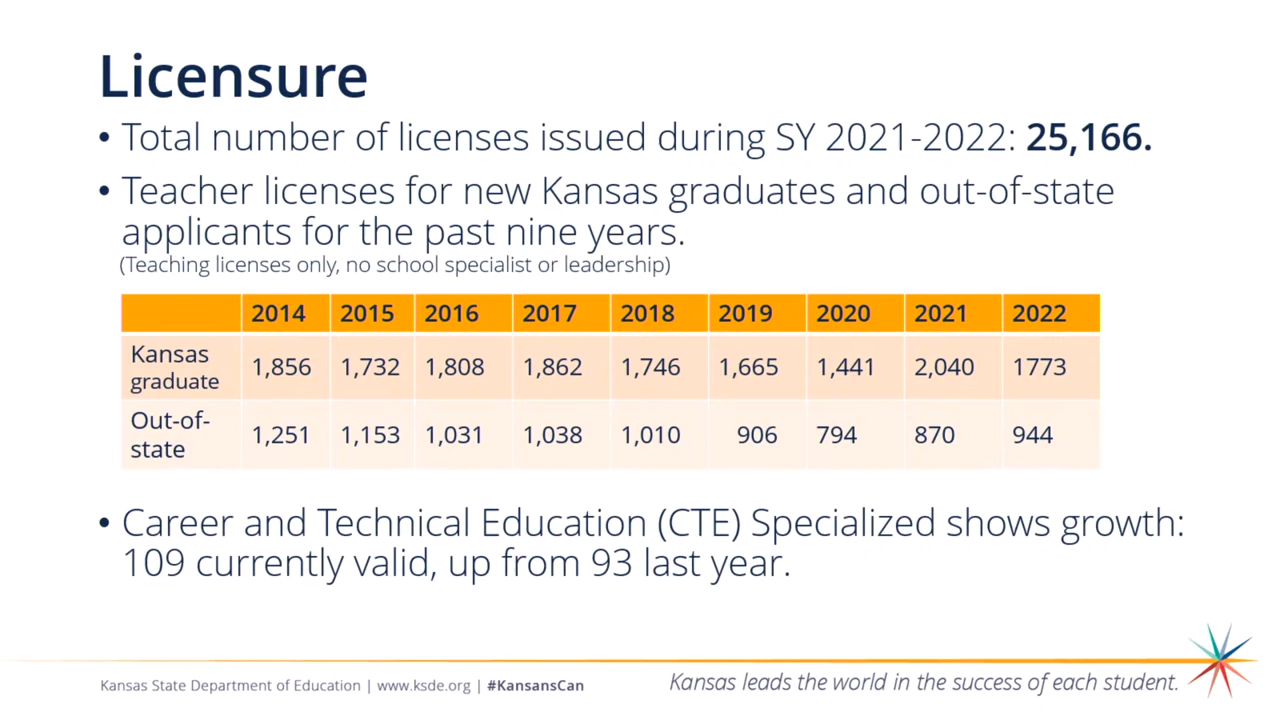 Licensure
• Total number of licenses issued during SY 2021-2022: 25,166.
• Teacher licenses for new Kansas graduates and out-of-state
applicants for the past nine years.
(Teaching licenses only, no school specialist or leadership)
2014 2015 2016 2017 2018 2019 2020 2021 2022
Kansas
graduate 1,856 1,732 1,808 1,862 1,746 1,665 1,441 2,040 1773
Out-of-
state 1,251 1,153 1,031 1,038 1,010 906 794 870 944
• Career and Technical Education (CTE) Specialized shows growth:
109 currently valid, up from 93 last year.
Kansas State Department of Education | www.ksde.org | #KansansCan
Kansas leads the world in the success of each student.